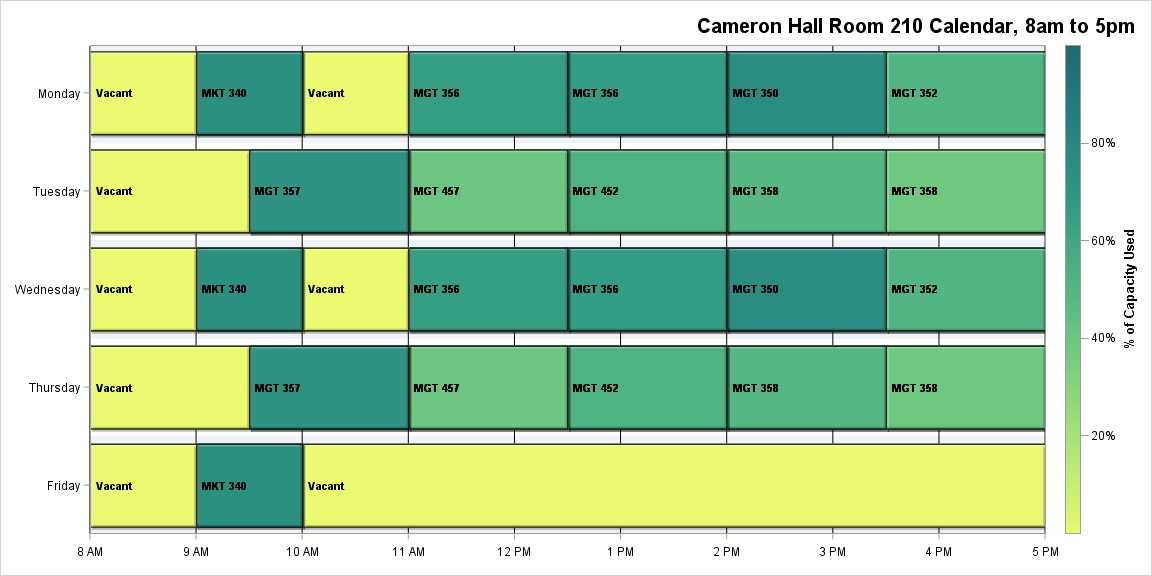 Cameron Hall Room 210 Calendar, 8am to 5pm
Monday
Vacant
MKT 340
Vacant
MGT 356
MGT 356
MGT 350
MGT 352
Tuesday
Vacant
MGT 357
MGT 457
MGT 452
MGT 358
MGT 358
Wednesday
Vacant
MKT 340
Vacant
MGT 356
MGT 356
MGT 350
MGT 352
Thursday
Vacant
MGT 357
MGT 457
MGT 452
MGT 358
MGT 358
Friday
Vacant
MKT 340
Vacant
8 AM
9 AM
10 AM
11 AM
12 PM
1 PM
2 PM
3 PM
4 PM
5 PM
80%
60%
40%
20%
% of Capacity Used